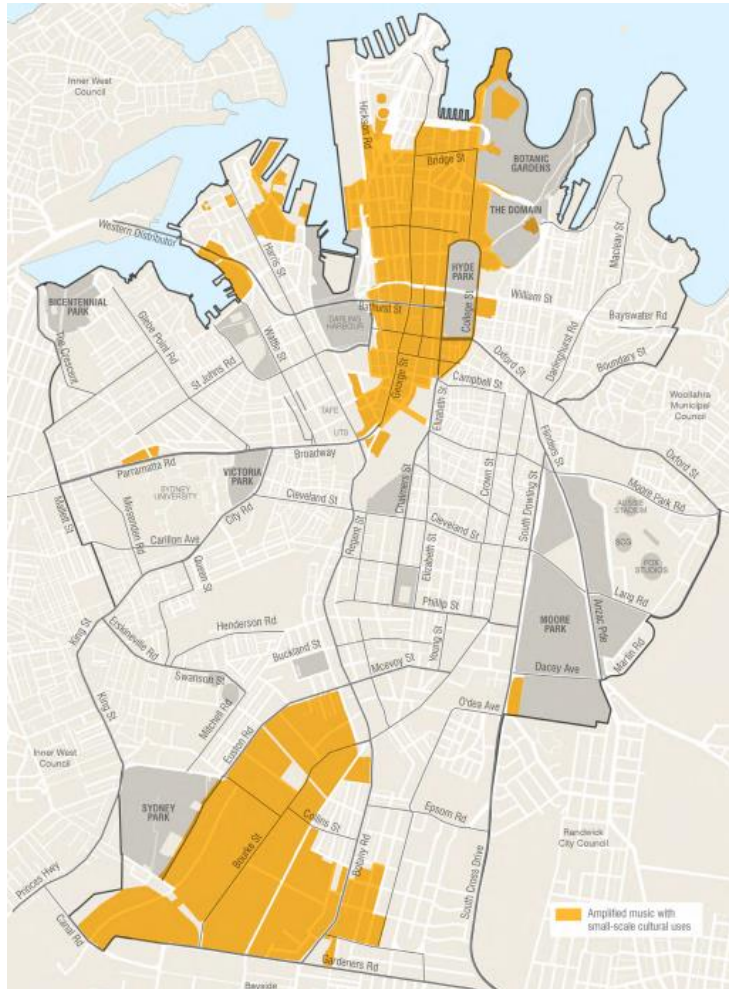 Inner West
Council
Hickson Rd
Bridge St
BOTANIC
GARDENS
THE DOMAIN
Western Distributor
Harris St
Macleay St
HYDE
PARK
College St
William St
BICENTENNIAL
PARK
Glebe Point Rd
Bathurst St
DARLING
HARBOUR
Bayswater Rd
Darlinghurst Rd
The Crescent
St Johns Rd
Wattle St
George St
Oxford St
Boundary St
Campbell St
Elizabeth St
Woollahra
Municipal
Council
TAFE
UTS
Broadway
Flinders St
Oxford St
Parramatta Rd
VICTORIA
PARK
Moore Park Rd
SYDNEY
UNIVERSITY
Cleveland St
Chalmers St
Crown St
South Dowling St
AUSSIE
STADIUM
Mallett St
Missenden Rd
City Rd
Regent St
Cleveland St
SCG
Carillon Ave
FOX
STUDIOS
Queen St
Elizabeth St
Lang Rd
Phillip St
MOORE
PARK
Anzac Pde
King St
Erskineville Rd
Henderson Rd
Buckland St
Young St
Martin Rd
Mcevoy St
Dacey Ave
Swanson St
King St
Mitchell Rd
O'dea Ave
Euston Rd
Inner West
Council
SYDNEY
PARK
Collins St
Epsom Rd
Bourke St
Botany Rd
Randwick
City Council
South Cross Drive
Princes Hwy
Canal Rd
Amplified music with
small-scale cultural uses
Gardeners Rd
Bayside